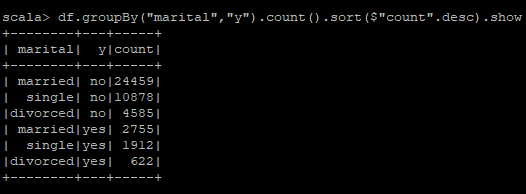 scala> df.groupBy("marital","y").count().sort($"count".desc).show
+--------+---+-----+
| marital|  y|count|
+--------+---+-----+
| married| no|24459|
|  single| no|10878|
|divorced| no| 4585|
| married|yes| 2755|
|  single|yes| 1912|
|divorced|yes|  622|
+--------+---+-----+